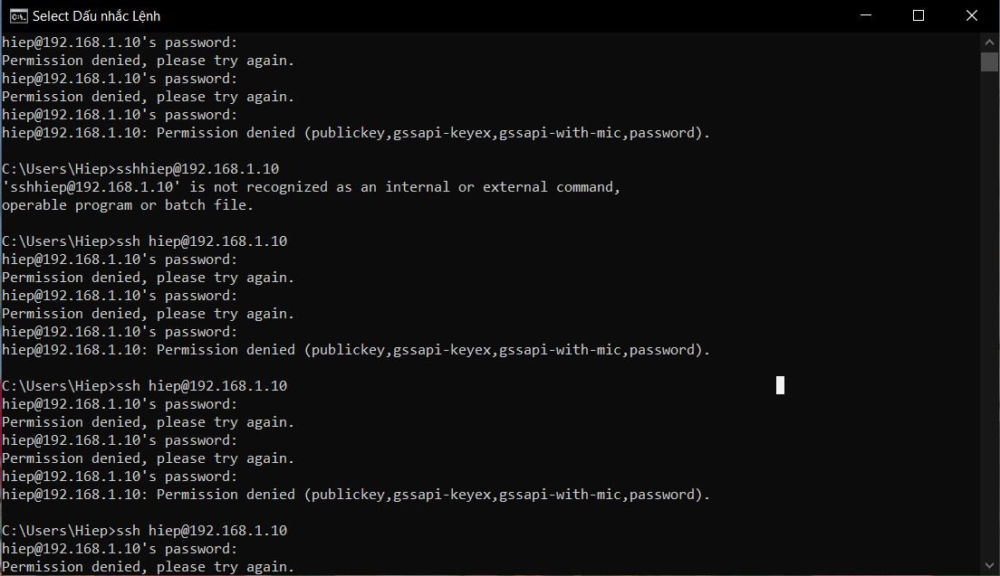 Select Dấu nhắc Lệnh
hiep@192.168.1.10's password:
Permission denied, please try again.
hiep@192.168.1.10's password:
Permission denied, please try again.
hiep@192.168.1.10's password:
hiep@192.168.1.10: Permission denied (publickey,gssapi-keyex,gssapi-with-mic,password).
C:\Users\Hiep>sshhiep@192.168.1.10
'sshhiep@192.168.1.10' is not recognized as an internal or external command,
operable program or batch file.
C:\Users\Hiep>ssh hiep@192.168.1.10
hiep@192.168.1.10's password:
Permission denied, please try again.
hiep@192.168.1.10's password:
Permission denied, please try again.
hiep@192.168.1.10's password:
hiep@192.168.1.10: Permission denied (publickey,gssapi-keyex,gssapi-with-mic,password).
C:\Users\Hiep>ssh hiep@192.168.1.10
hiep@192.168.1.10's password:
Permission denied, please try again.
hiep@192.168.1.10's password:
Permission denied, please try again.
hiep@192.168.1.10's password:
hiep@192.168.1.10: Permission denied (publickey,gssapi-keyex,gssapi-with-mic,password).
C:\Users\Hiep>ssh hiep@192.168.1.10
hiep@192.168.1.10's password:
Permission denied, please try again.